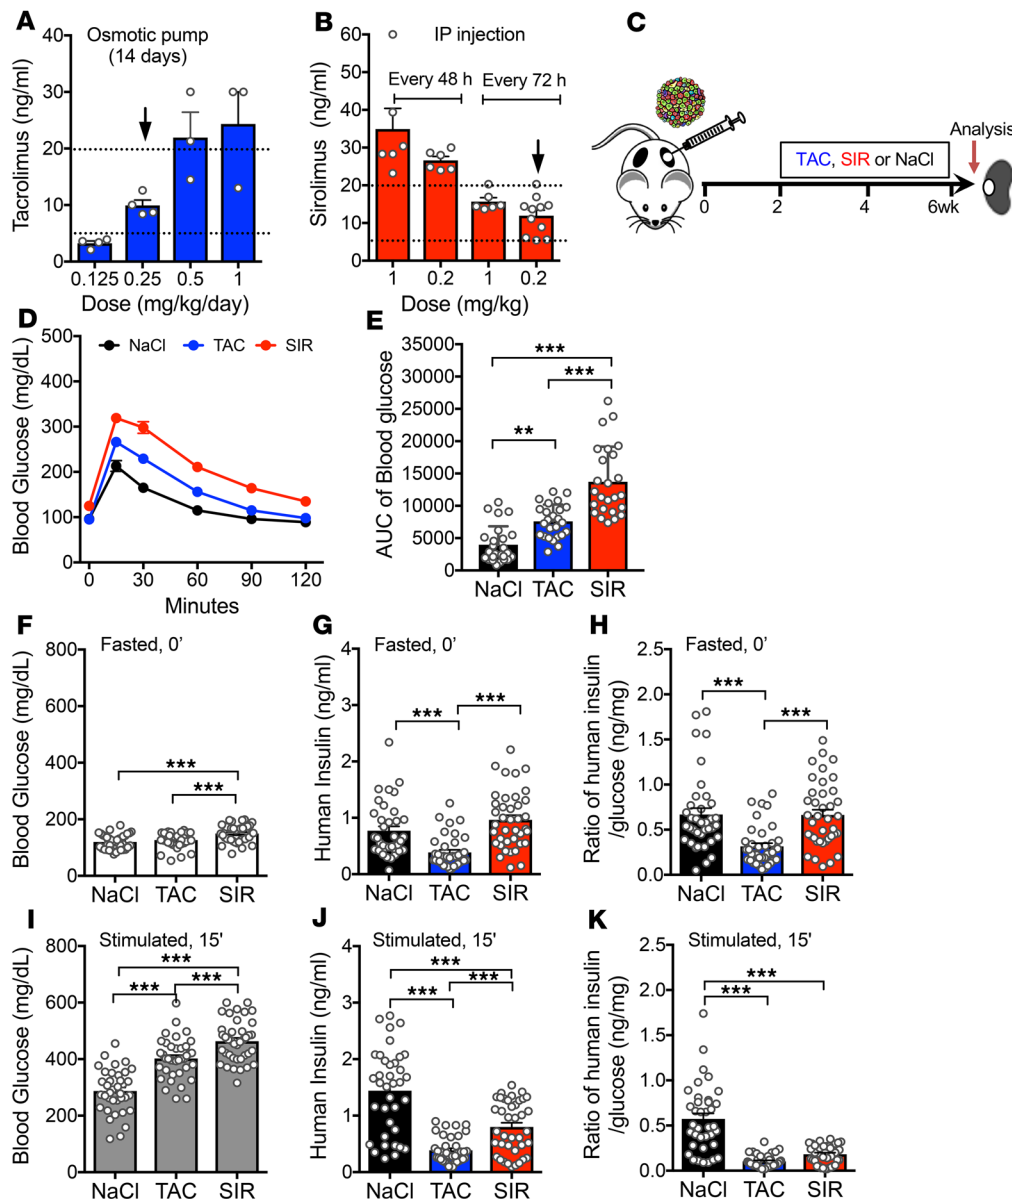 A
Osmotic pump
(14 days)
Tacrolimus (ng/ml)
40
30
20
10
0
0.125 0.25 0.5 1
Dose (mg/kg/day)
B
IP injection
Every 48 h Every 72 h
Sirolimus (ng/ml)
60
50
40
30
20
10
0
1 0.2 1 0.2
Dose (mg/kg)
C
TAC, SIR or NaCl
Analysis
0 2 4 6wk
D
NaCl TAC SIR
Blood Glucose (mg/dL)
500
400
300
200
100
0
0 30 60 90 120
Minutes
E
AUC of Blood glucose
35000
30000
25000
20000
15000
10000
5000
0
***
***
**
NaCl TAC SIR
F
Fasted, 0'
Blood Glucose (mg/dL)
800
600
400
200
0
***
***
NaCl TAC SIR
G
Fasted, 0'
Human Insulin (ng/ml)
4
3
2
1
0
***
***
NaCl TAC SIR
H
Fasted, 0'
Ratio of human insulin
/glucose (ng/mg)
2.5
2.0
1.5
1.0
0.5
0.0
***
***
NaCl TAC SIR
I
Stimulated, 15'
Blood Glucose (mg/dL)
800
600
400
200
0
***
***
***
NaCl TAC SIR
J
Stimulated, 15'
Human Insulin (ng/ml)
4
3
2
1
0
***
***
***
NaCl TAC SIR
K
Stimulated, 15'
Ratio of human insulin
/glucose (ng/mg)
2.5
2.0
1.5
1.0
0.5
0.0
***
***
NaCl TAC SIR